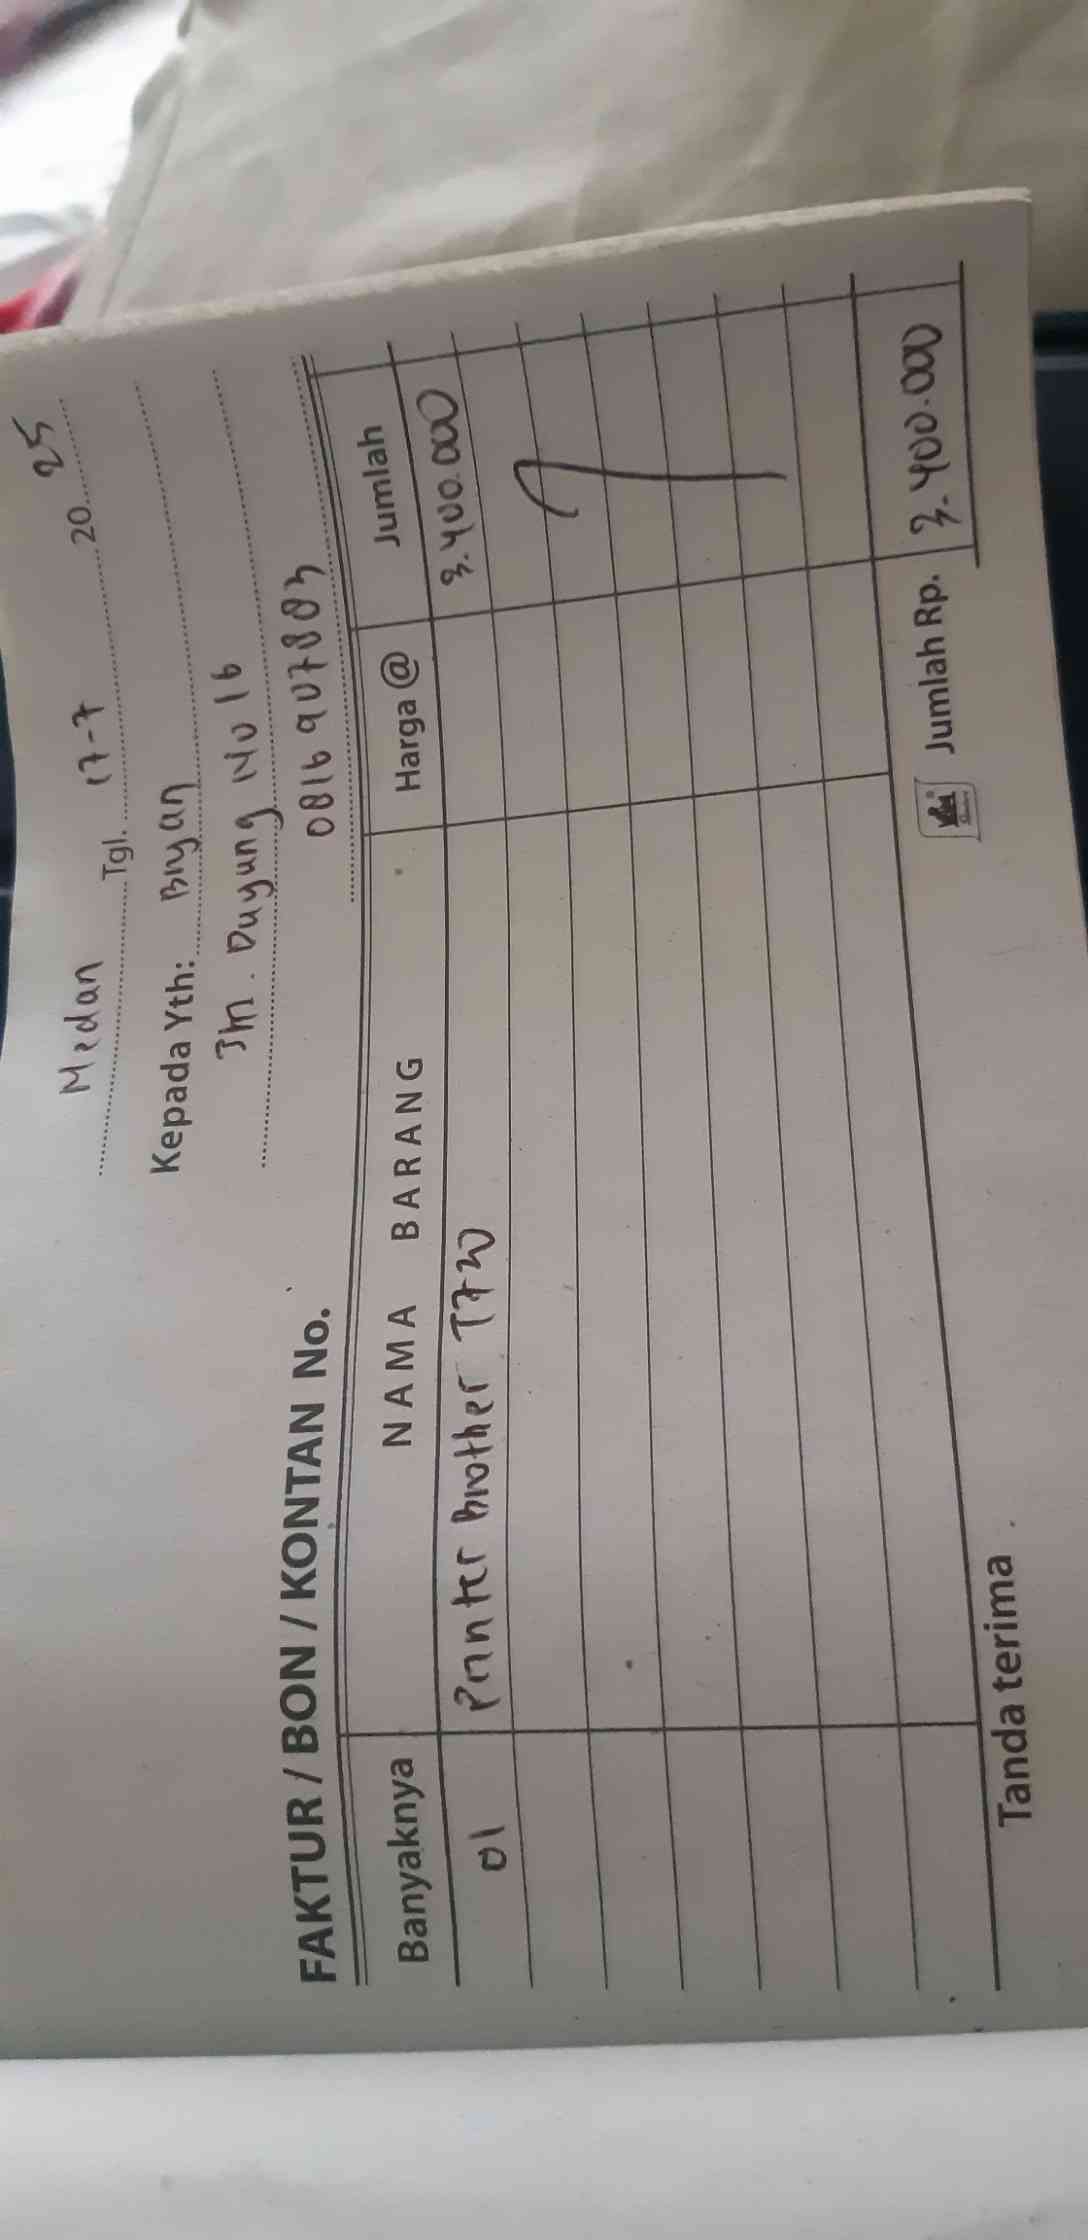 Medan Tgl. 17-7 20 25
Kepada Yth: Bryan
Jln. Duyung No 16
0816 907803
FAKTUR / BON / KONTAN No.
Banyaknya NAMA BARANG Harga @ Jumlah
01 Printer Brother T720 3.400.000
Jumlah Rp. 3.400.000
Tanda terima